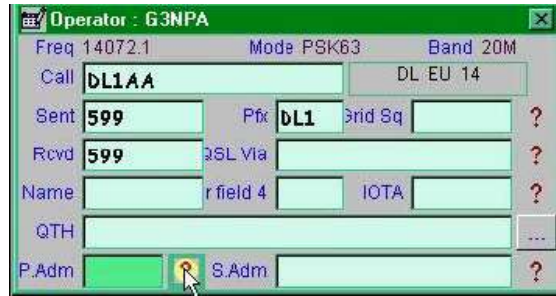 Operator : G3NPA
Freq 14072.1 Mode PSK63 Band 20M
Call DL1AA DL EU 14
Sent 599 Pfx DL1 Grid Sq ?
Rcvd 599 QSL Via ?
Name r field 4 IOTA ?
QTH ...
P.Adm ? S.Adm ?